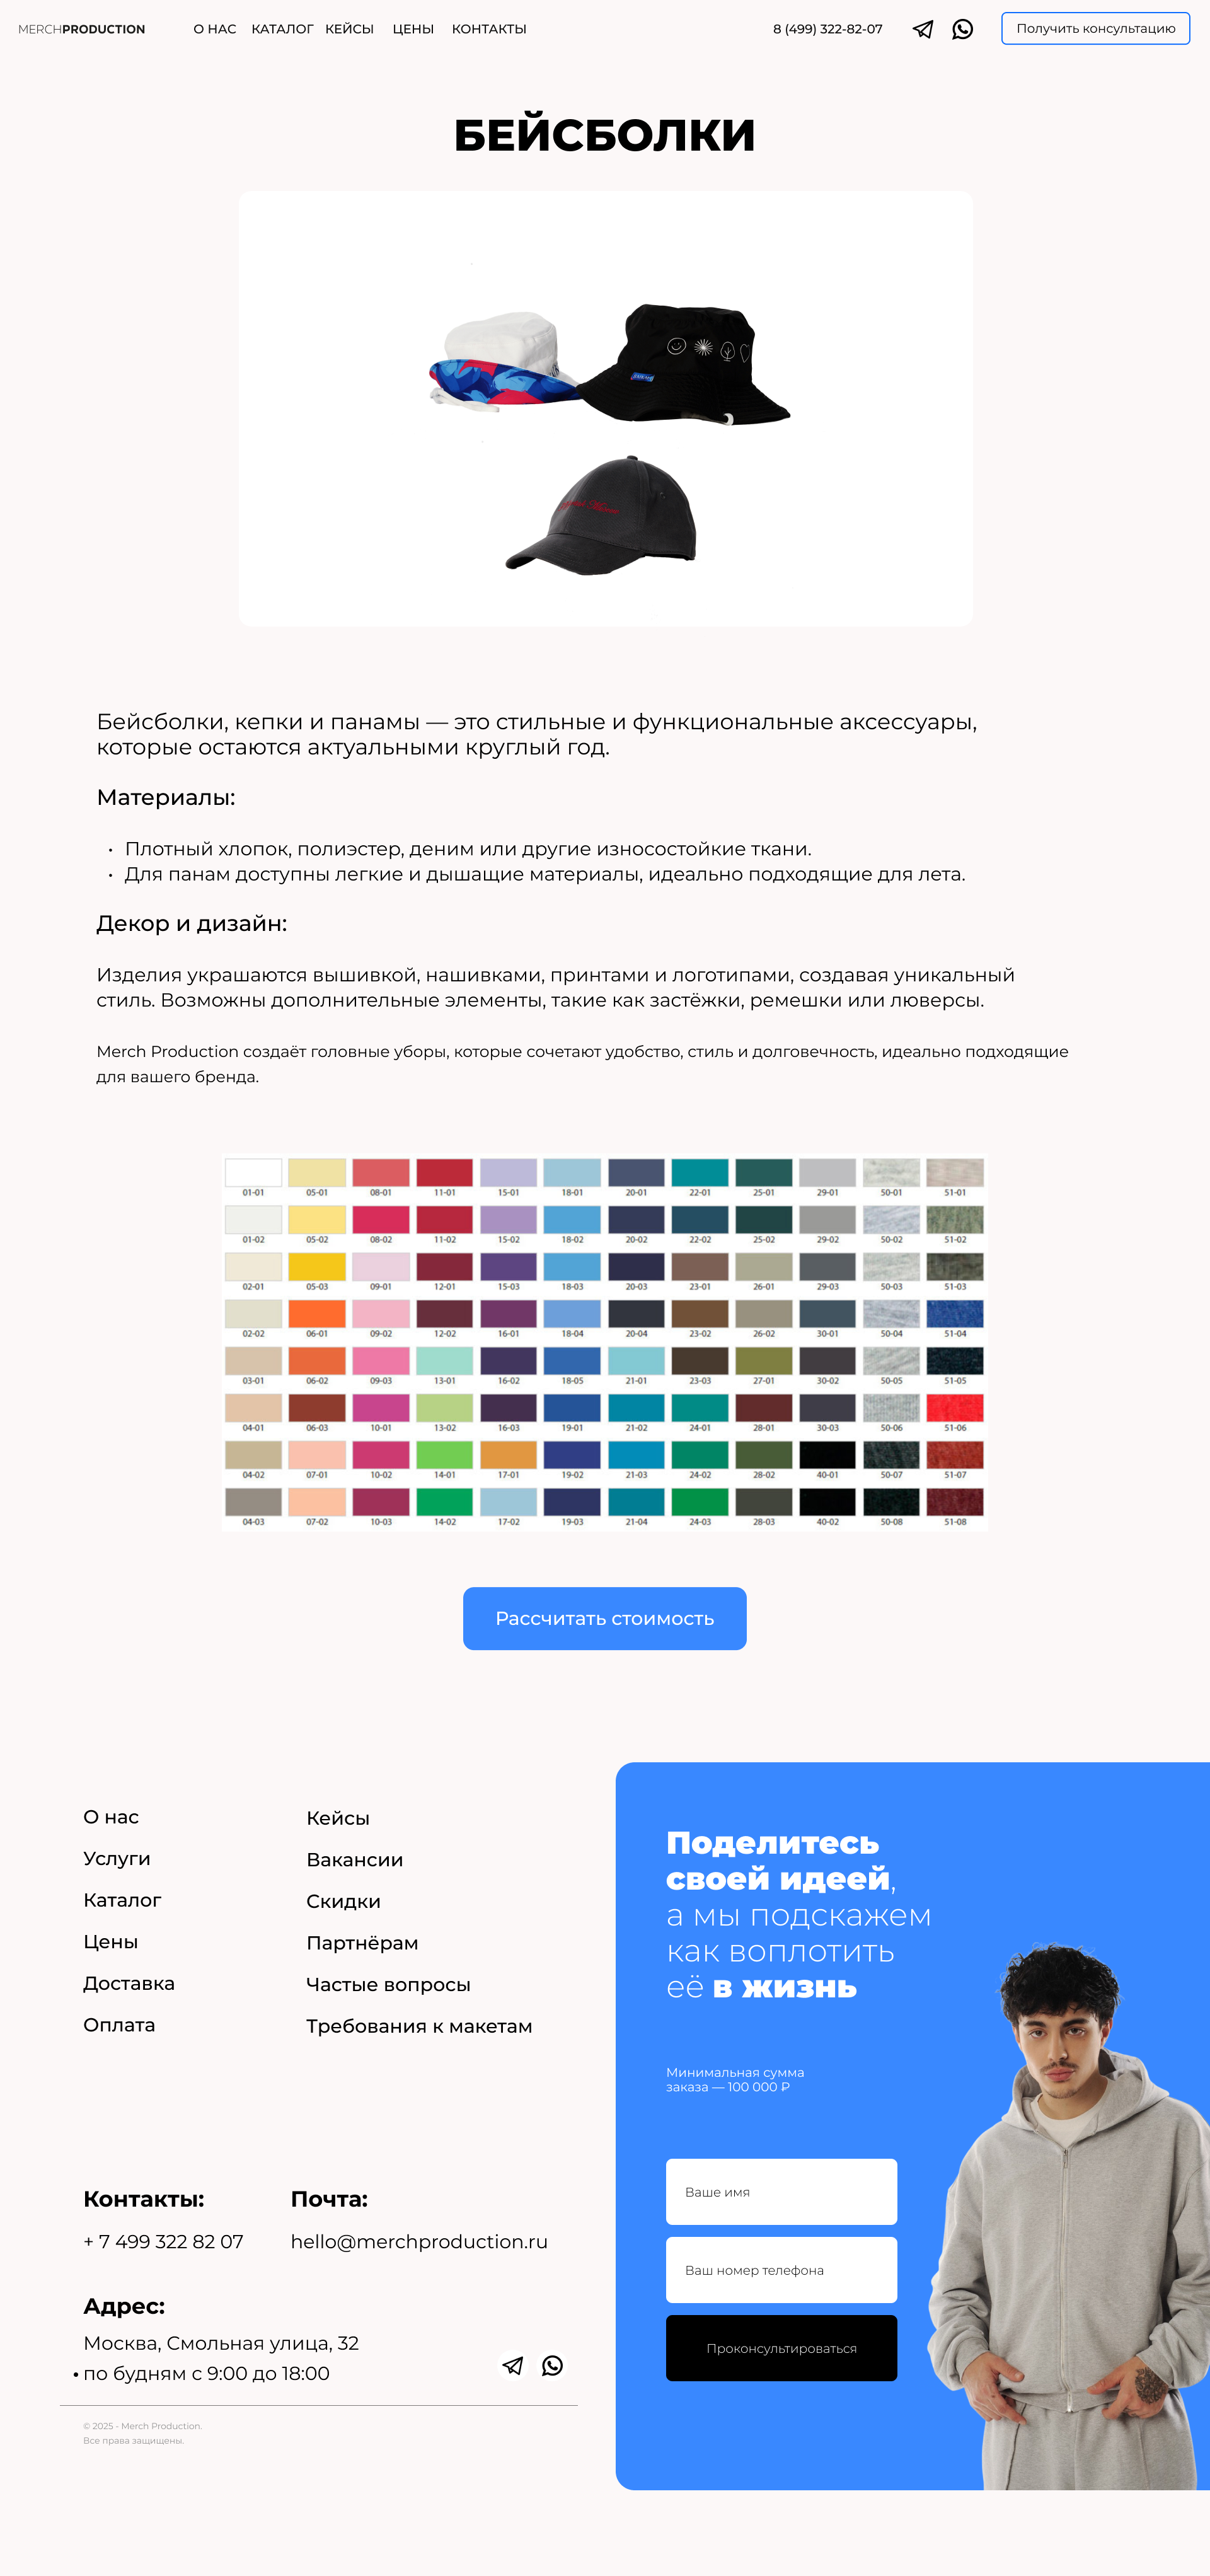 MERCHPRODUCTION О НАС КАТАЛОГ КЕЙСЫ ЦЕНЫ КОНТАКТЫ 8 (499) 322-82-07 Получить консультацию
БЕЙСБОЛКИ
Бейсболки, кепки и панамы — это стильные и функциональные аксессуары,
которые остаются актуальными круглый год.
Материалы:
• Плотный хлопок, полиэстер, деним или другие износостойкие ткани.
• Для панам доступны легкие и дышащие материалы, идеально подходящие для лета.
Декор и дизайн:
Изделия украшаются вышивкой, нашивками, принтами и логотипами, создавая уникальный
стиль. Возможны дополнительные элементы, такие как застёжки, ремешки или люверсы.
Merch Production создаёт головные уборы, которые сочетают удобство, стиль и долговечность, идеально подходящие
для вашего бренда.
01-01 05-01 08-01 11-01 15-01 18-01 20-01 22-01 25-01 29-01 50-01 51-01
01-02 05-02 08-02 11-02 15-02 18-02 20-02 22-02 25-02 29-02 50-02 51-02
02-01 05-03 09-01 12-01 15-03 18-03 20-03 23-01 26-01 29-03 50-03 51-03
02-02 06-01 09-02 12-02 16-01 18-04 20-04 23-02 26-02 30-01 50-04 51-04
03-01 06-02 09-03 13-01 16-02 18-05 21-01 23-03 27-01 30-02 50-05 51-05
04-01 06-03 10-01 13-02 16-03 19-01 21-02 24-01 28-01 30-03 50-06 51-06
04-02 07-01 10-02 14-01 17-01 19-02 21-03 24-02 28-02 40-01 50-07 51-07
04-03 07-02 10-03 14-02 17-02 19-03 21-04 24-03 28-03 40-02 50-08 51-08
Рассчитать стоимость
О нас
Услуги
Каталог
Цены
Доставка
Оплата
Кейсы
Вакансии
Скидки
Партнёрам
Частые вопросы
Требования к макетам
Контакты:
+ 7 499 322 82 07
Почта:
hello@merchproduction.ru
Адрес:
Москва, Смольная улица, 32
• по будням с 9:00 до 18:00
© 2025 - Merch Production.
Все права защищены.
Поделитесь
своей идеей,
а мы подскажем
как воплотить
её в жизнь
Минимальная сумма
заказа — 100 000 ₽
Ваше имя
Ваш номер телефона
Проконсультироваться